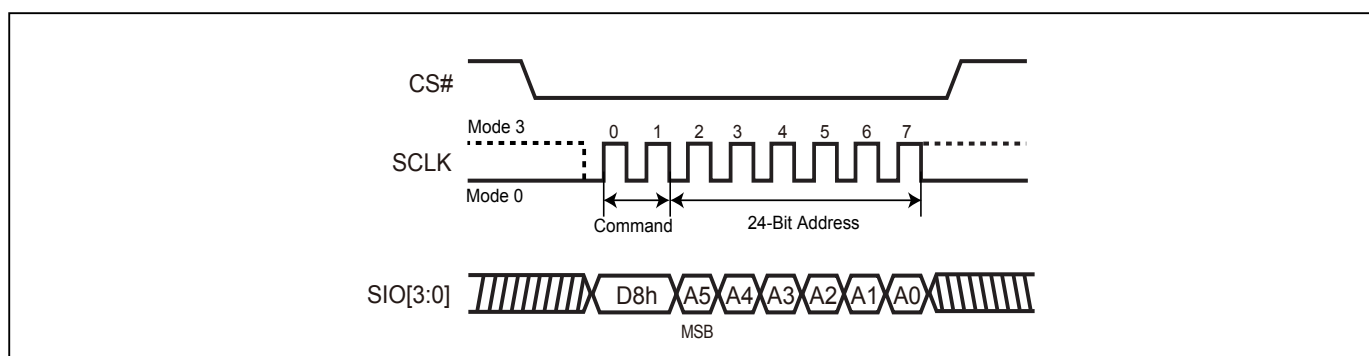 CS#
Mode 3
0 1 2 3 4 5 6 7
SCLK
Mode 0
Command
24-Bit Address
SIO[3:0]
D8h A5 A4 A3 A2 A1 A0
MSB